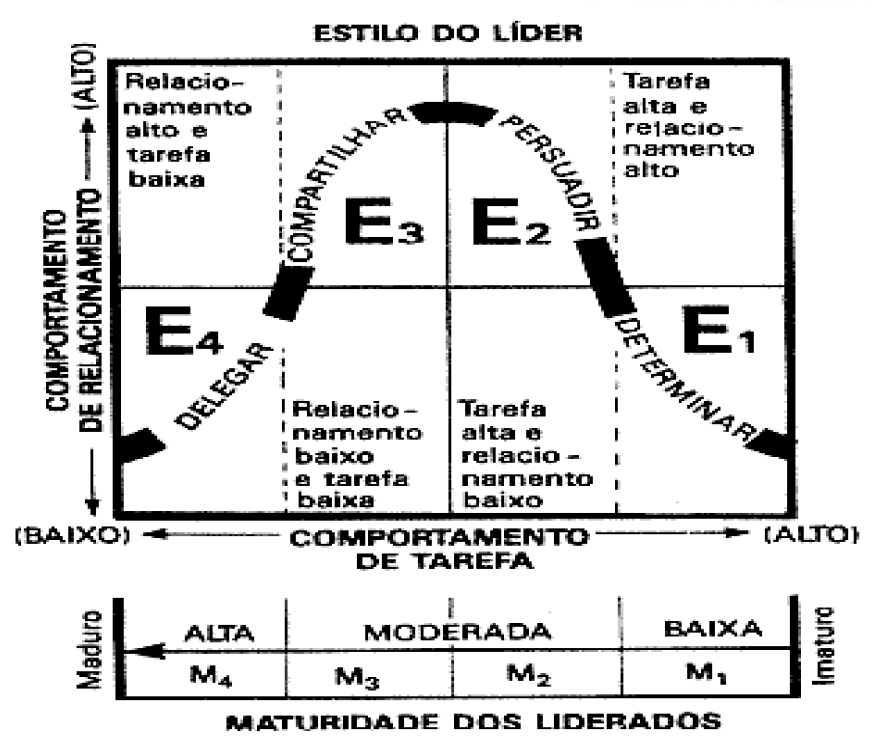 ESTILO DO LÍDER
(ALTO)
COMPORTAMENTO
DE RELACIONAMENTO
Relacio-
namento
alto e
tarefa
baixa
Tarefa
alta e
relacio-
namento
alto
COMPARTILHAR
PERSUADIR
E3
E2
E4
E1
DELEGAR
DETERMINAR
Relacio-
namento
baixo
e tarefa
baixa
Tarefa
alta e
relacio-
namento
baixo
(BAIXO)
COMPORTAMENTO
DE TAREFA
(ALTO)
Maduro
ALTA
MODERADA
BAIXA
Imaturo
M4
M3
M2
M1
MATURIDADE DOS LIDERADOS